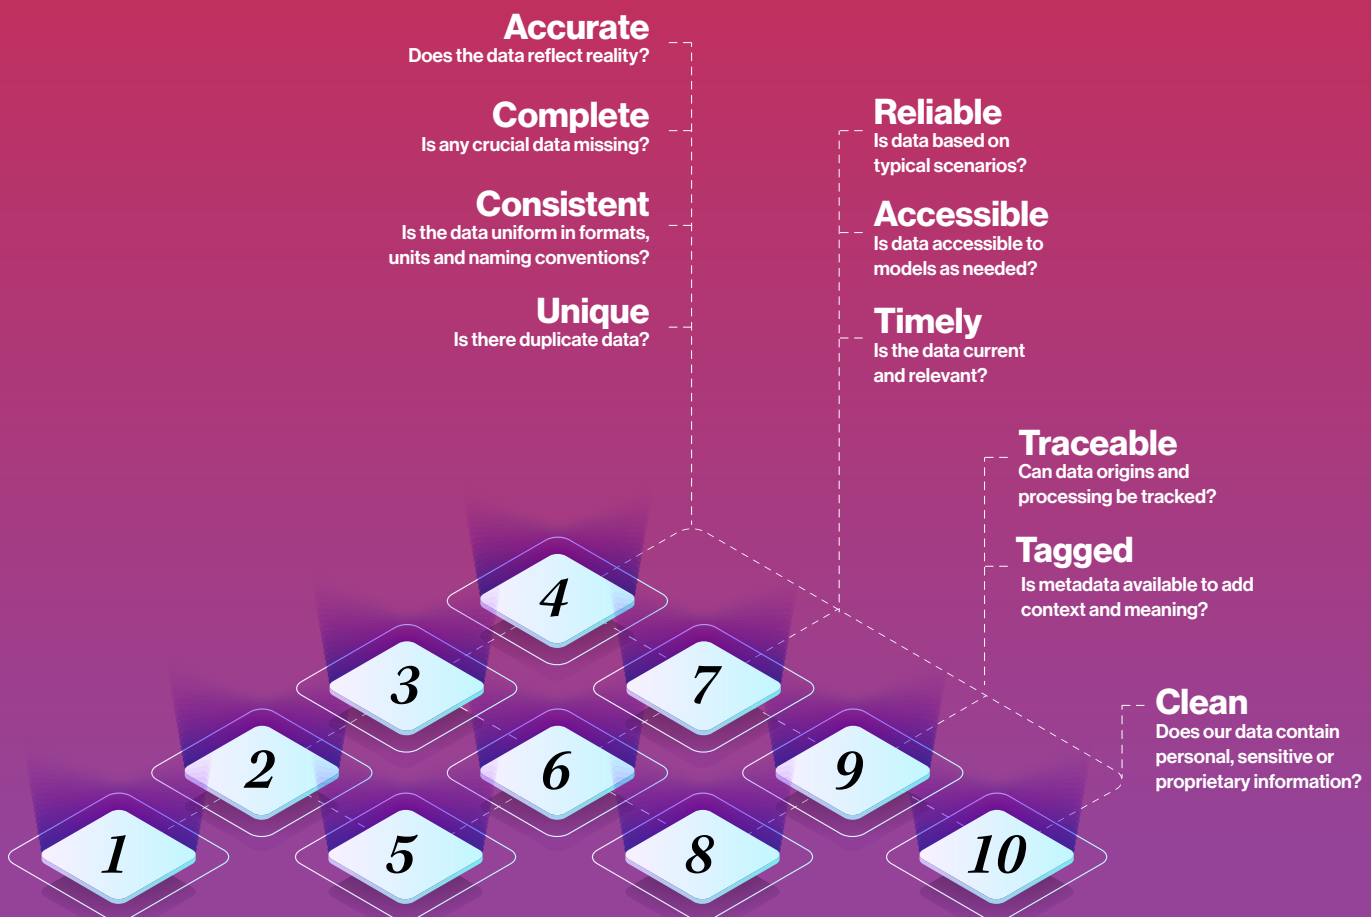 Accurate
Does the data reflect reality?
Complete
Is any crucial data missing?
Consistent
Is the data uniform in formats,
units and naming conventions?
Unique
Is there duplicate data?
Reliable
Is data based on
typical scenarios?
Accessible
Is data accessible to
models as needed?
Timely
Is the data current
and relevant?
Traceable
Can data origins and
processing be tracked?
Tagged
Is metadata available to add
context and meaning?
Clean
Does our data contain
personal, sensitive or
proprietary information?
4
3
7
2
6
9
1
5
8
10